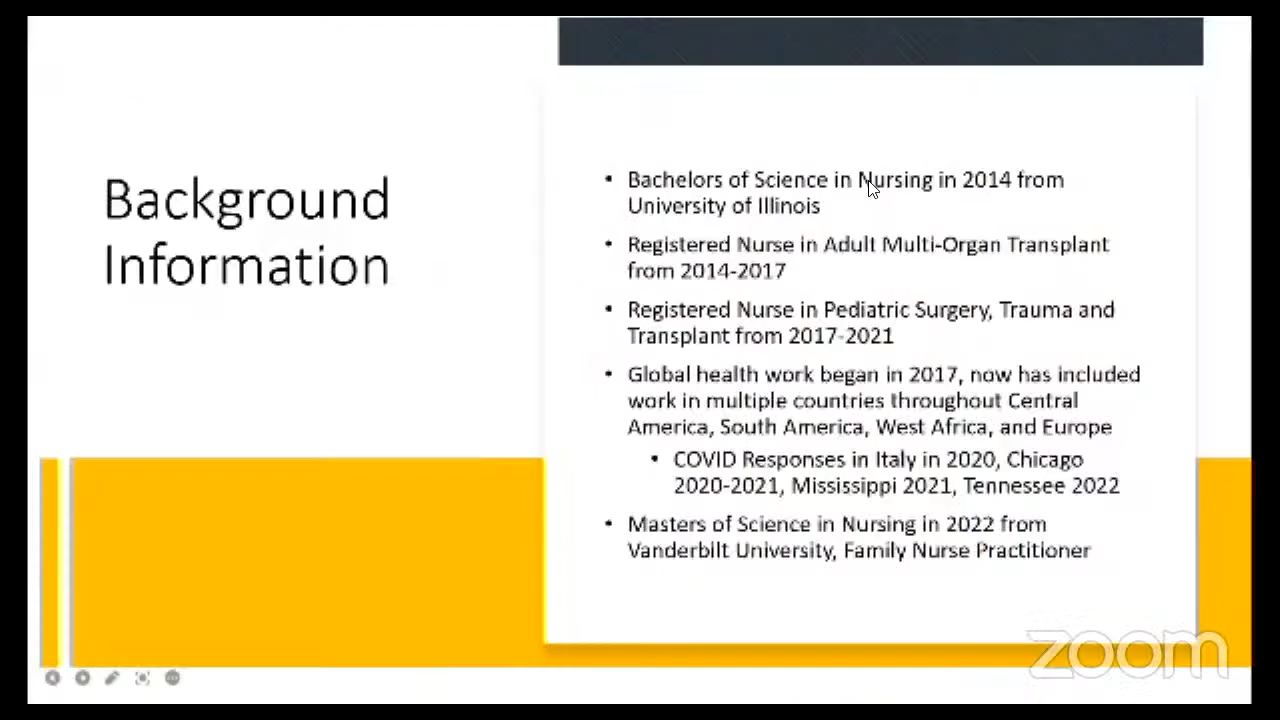 Background
Information
• Bachelors of Science in Nursing in 2014 from
University of Illinois
• Registered Nurse in Adult Multi-Organ Transplant
from 2014-2017
• Registered Nurse in Pediatric Surgery, Trauma and
Transplant from 2017-2021
• Global health work began in 2017, now has included
work in multiple countries throughout Central
America, South America, West Africa, and Europe
• COVID Responses in Italy in 2020, Chicago
2020-2021, Mississippi 2021, Tennessee 2022
• Masters of Science in Nursing in 2022 from
Vanderbilt University, Family Nurse Practitioner
zoom